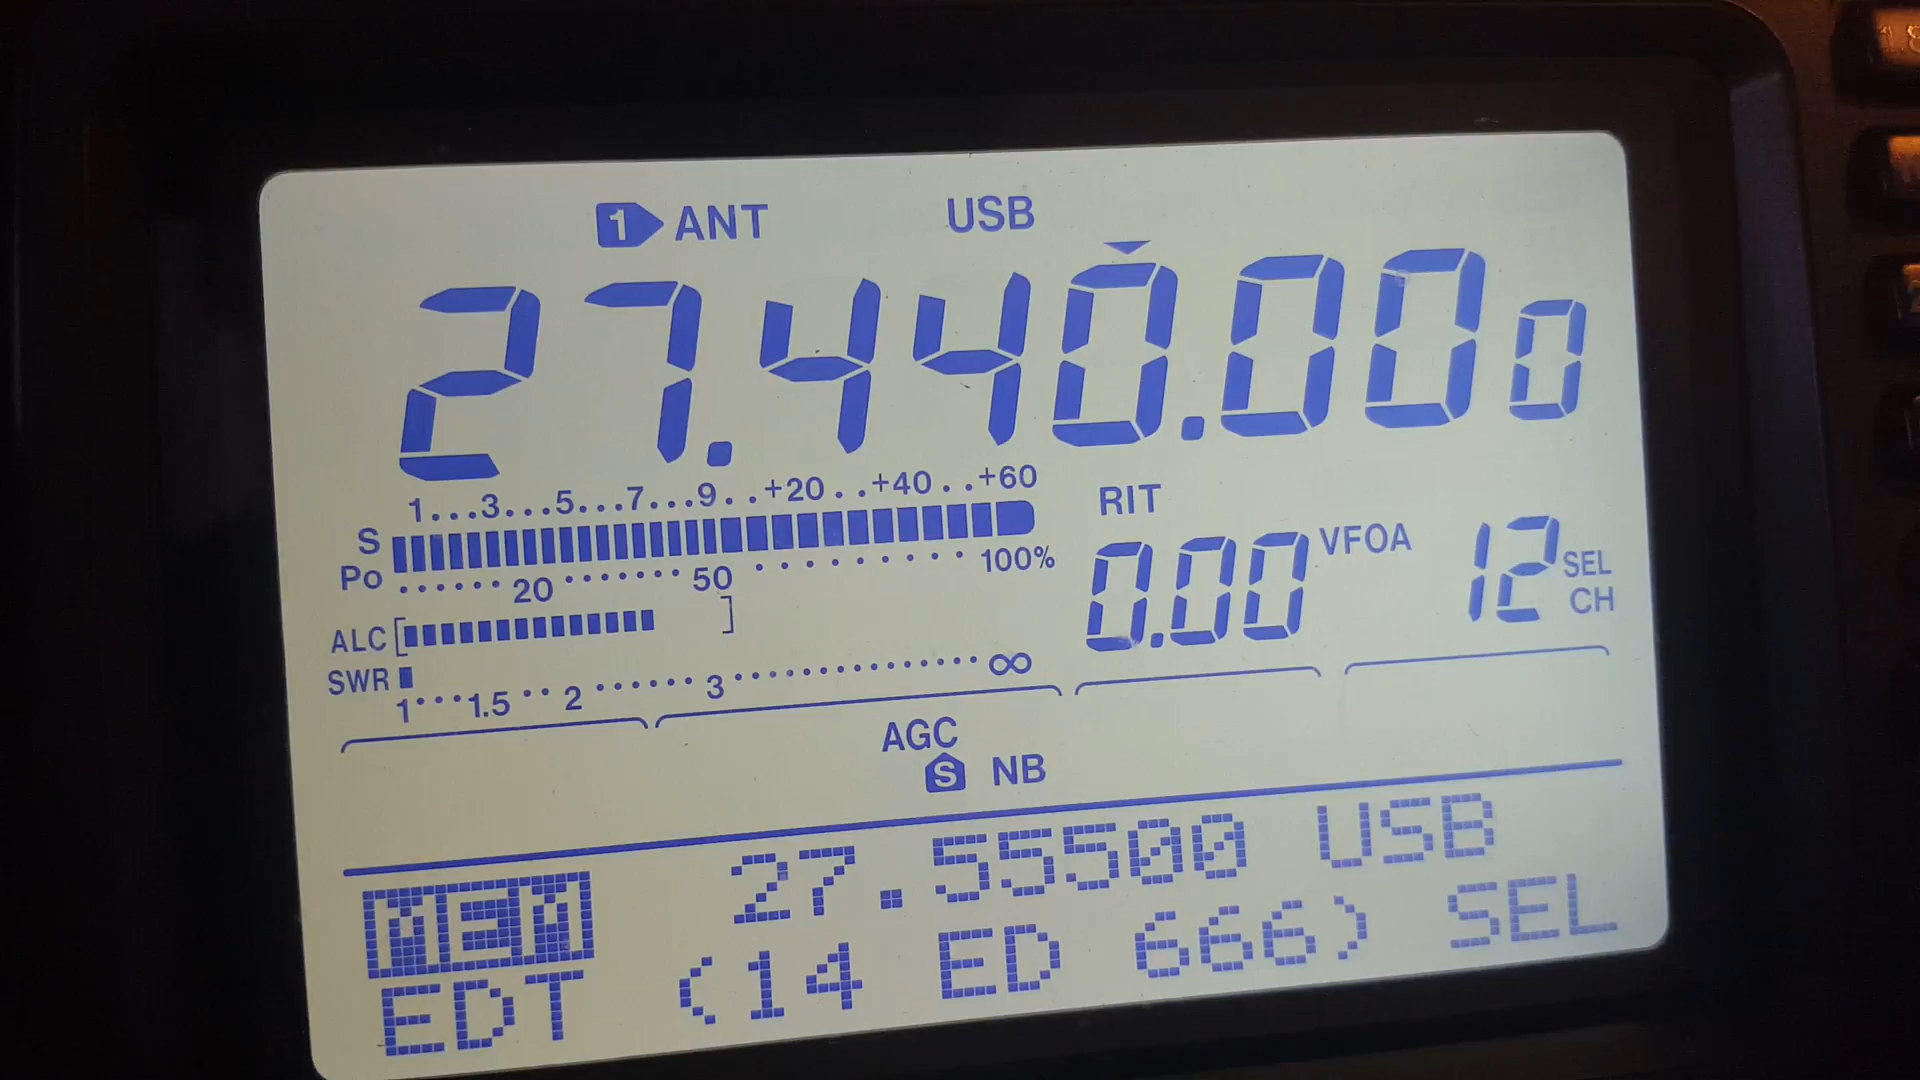 1 ANT USB
27.440.000
1...3...5...7...9..+20..+40..+60
S
Po 20 50 100%
RIT
0.00 VFOA 12 SEL CH
ALC
SWR
1 1.5 2 3 ∞
AGC
S NB
MEM 27.55500 USB
EDT (14 ED 666) SEL